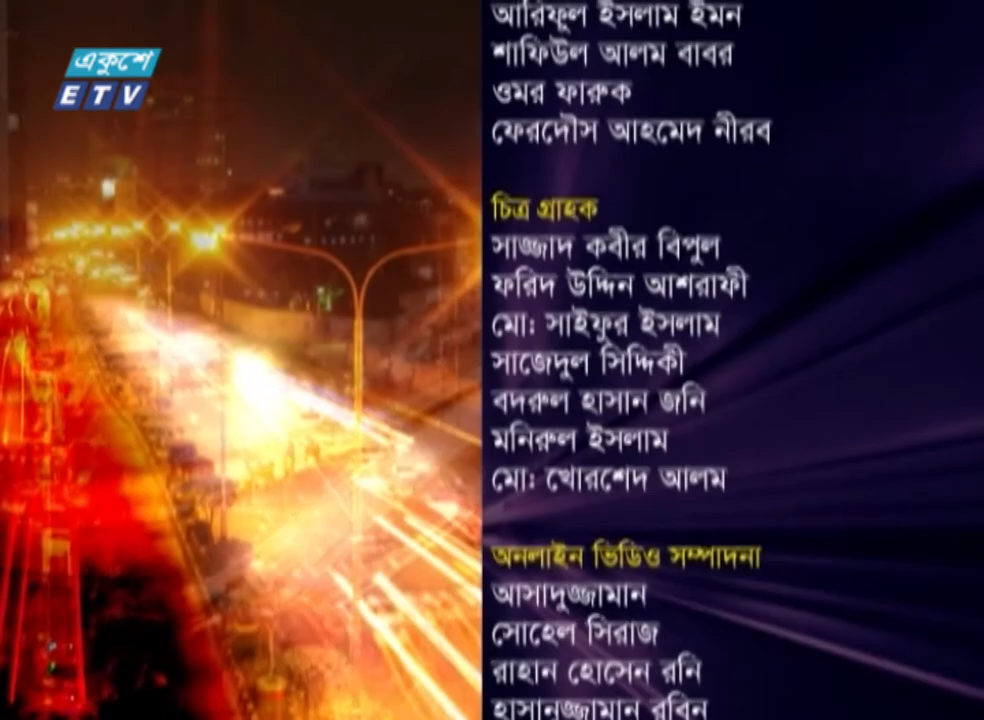 একুশে
ETV
আরিফুল ইসলাম ইমন
শাফিউল আলম বাবর
ওমর ফারুক
ফেরদৌস আহমেদ নীরব
চিত্র গ্রাহক
সাজ্জাদ কবীর বিপুল
ফরিদ উদ্দিন আশরাফী
মো: সাইফুর ইসলাম
সাজেদুল সিদ্দিকী
বদরুল হাসান জনি
মনিরুল ইসলাম
মো: খোরশেদ আলম
অনলাইন ভিডিও সম্পাদনা
আসাদুজ্জামান
সোহেল সিরাজ
রাহান হোসেন রনি
হাসানুজ্জামান রবিন